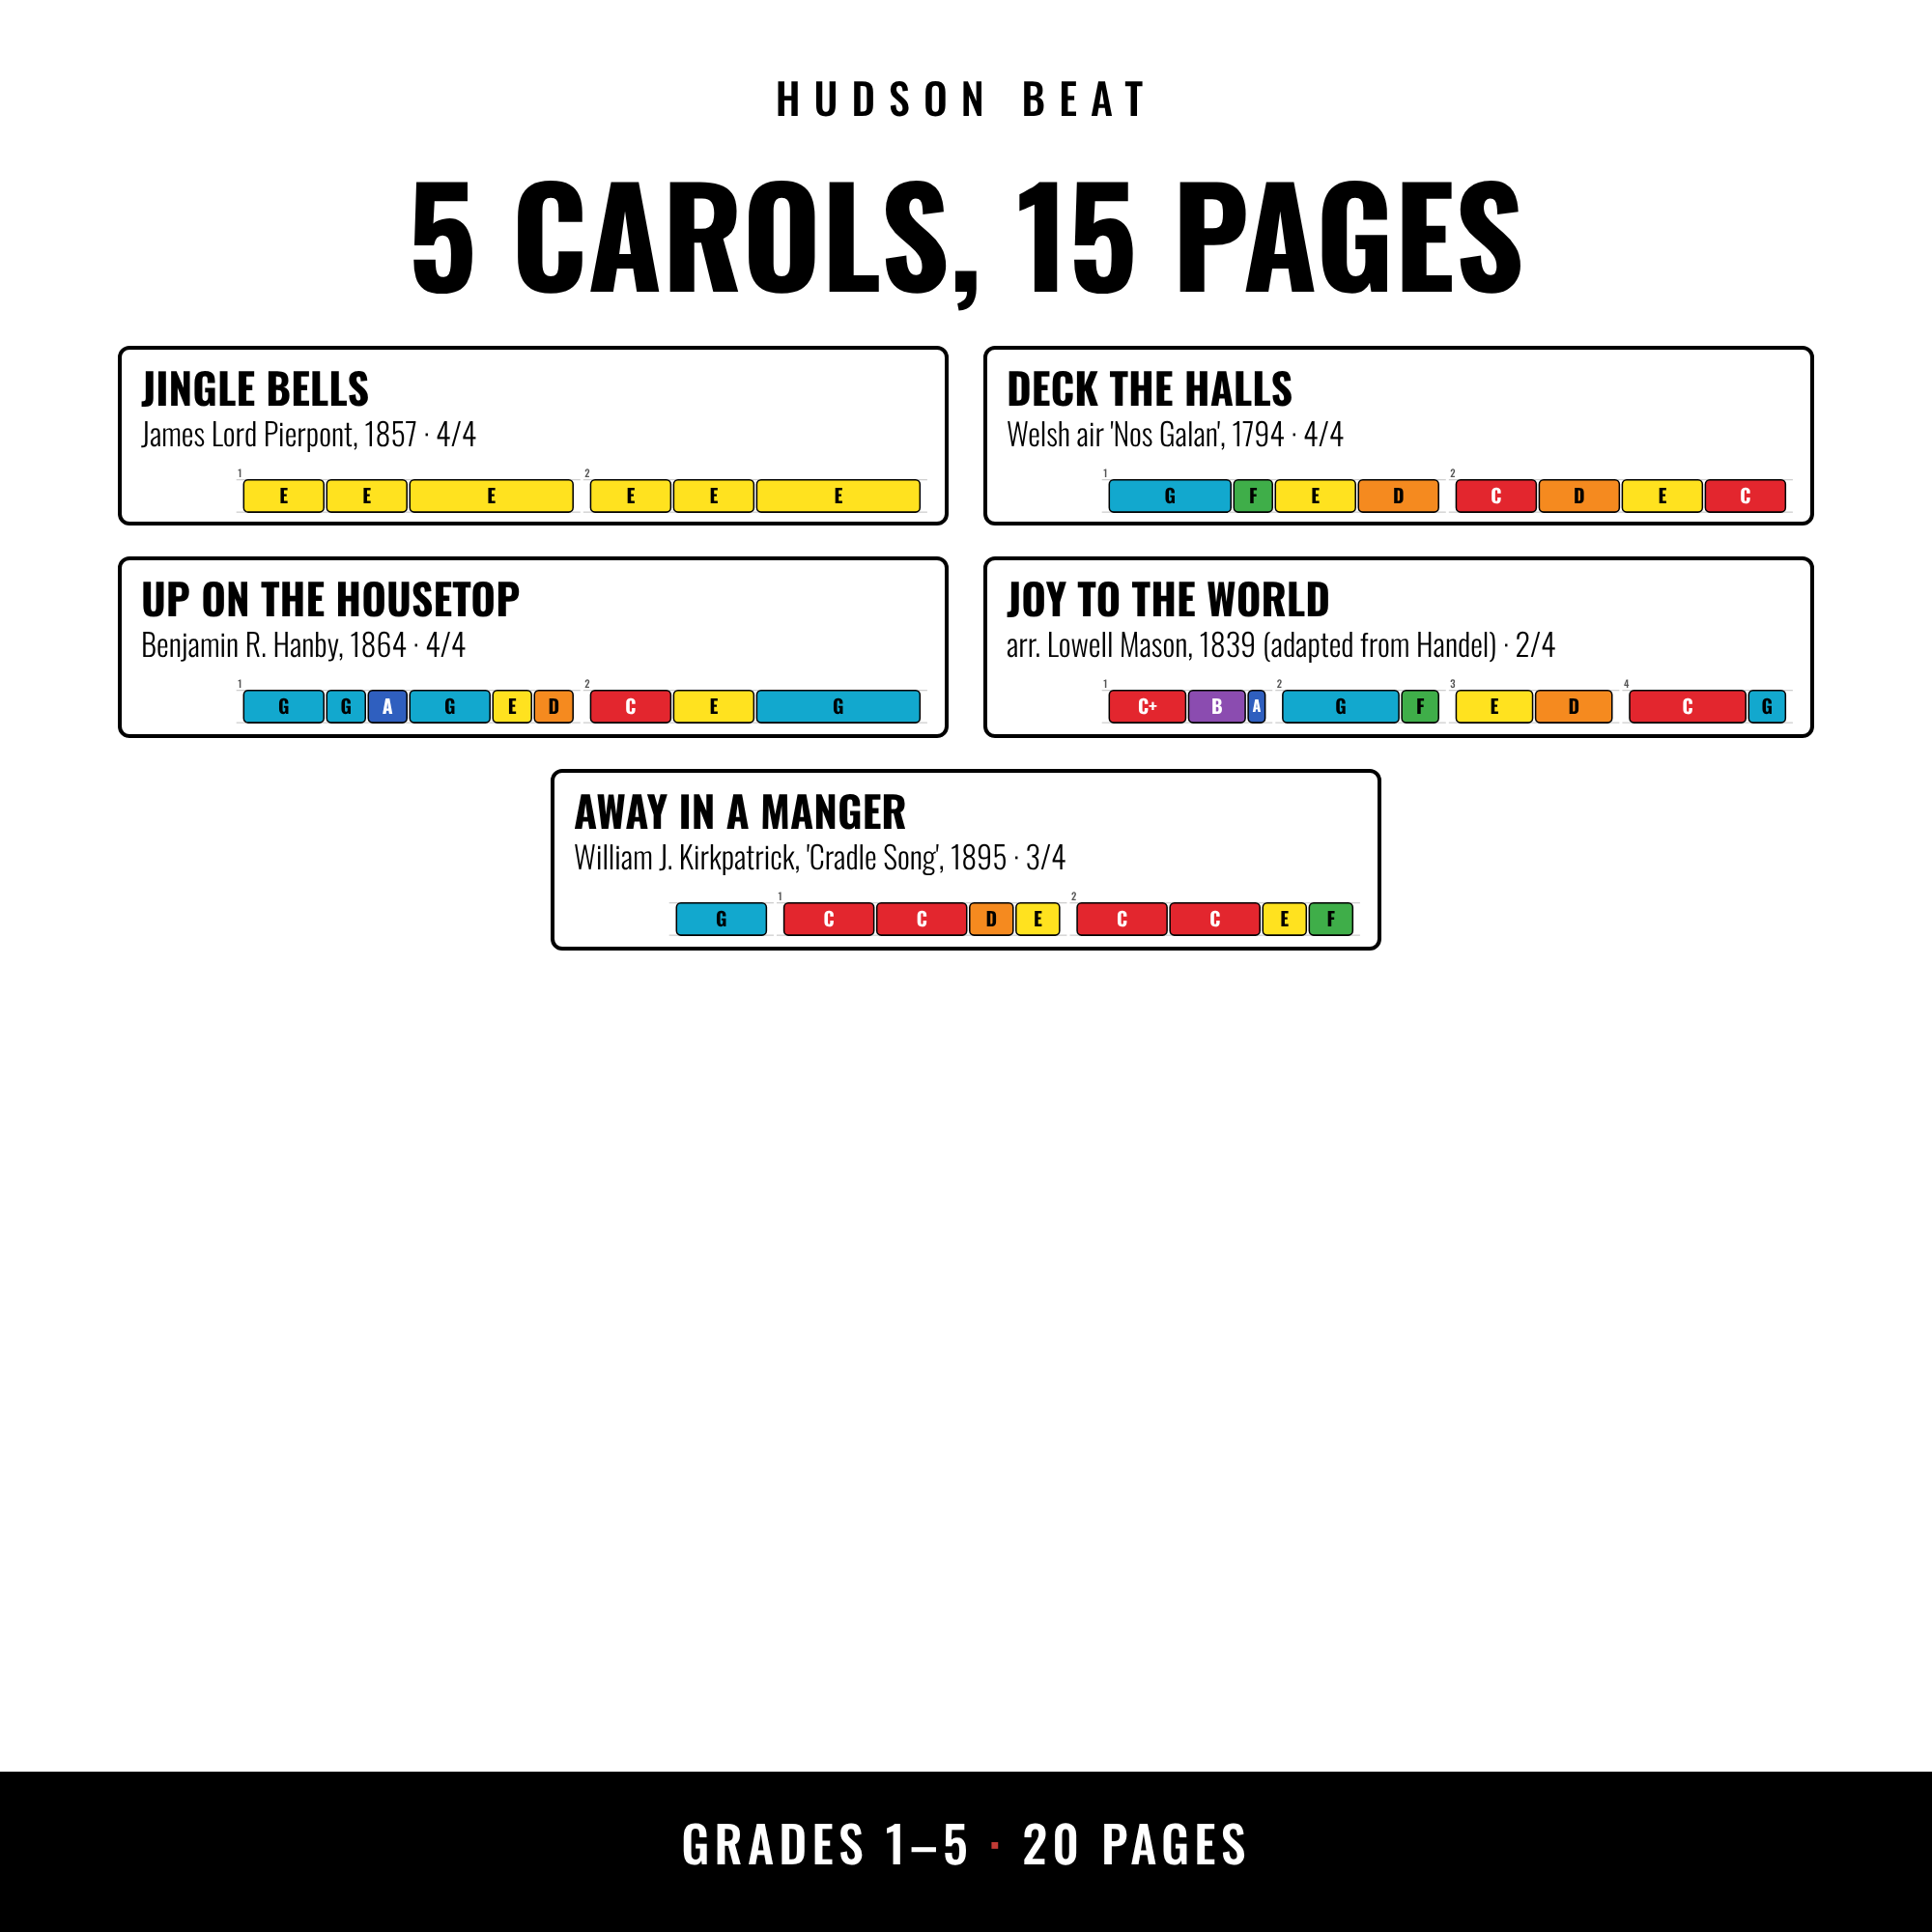 HUDSON BEAT
5 CAROLS, 15 PAGES
JINGLE BELLS
James Lord Pierpont, 1857 · 4/4
1 2
E E E E E E
DECK THE HALLS
Welsh air 'Nos Galan', 1794 · 4/4
1 2
G F E D C D E C
UP ON THE HOUSETOP
Benjamin R. Hanby, 1864 · 4/4
1 2
G G A G E D C E G
JOY TO THE WORLD
arr. Lowell Mason, 1839 (adapted from Handel) · 2/4
1 2 3 4
C+ B A G F E D C G
AWAY IN A MANGER
William J. Kirkpatrick, 'Cradle Song', 1895 · 3/4
1 2
G C C D E C C E F
GRADES 1–5 · 20 PAGES